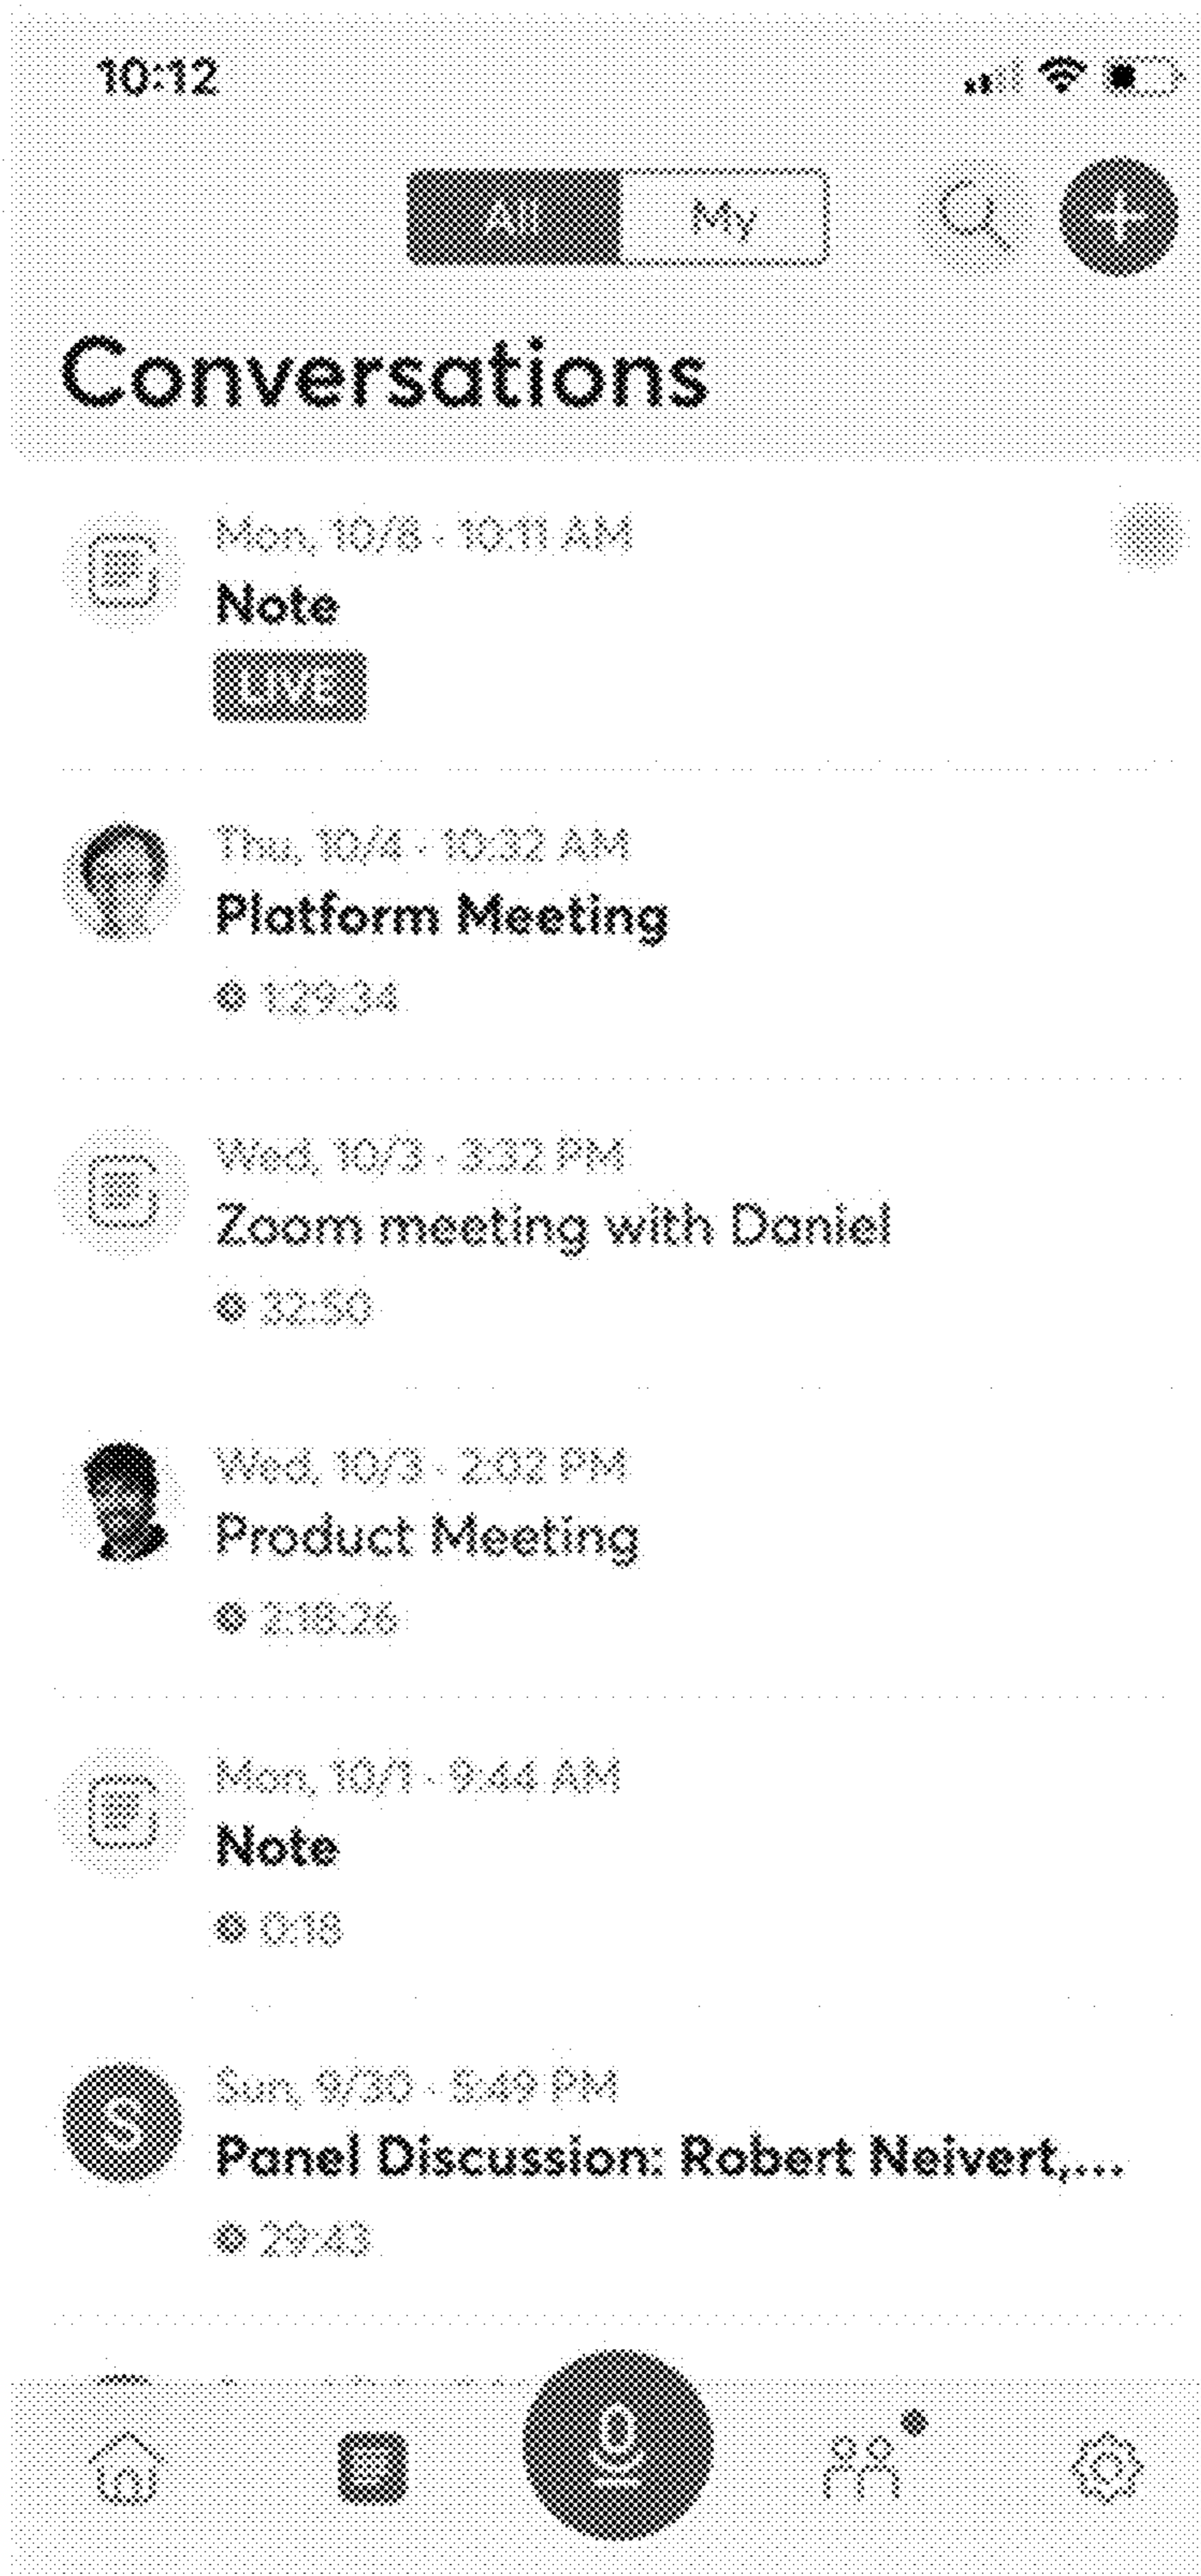 10:12
All My
Conversations
Mon, 10/8 · 10:11 AM
Note
LIVE
Thu, 10/4 · 10:32 AM
Platform Meeting
1:29:34
Wed, 10/3 · 3:32 PM
Zoom meeting with Daniel
32:50
Wed, 10/3 · 2:02 PM
Product Meeting
2:18:26
Mon, 10/1 · 9:44 AM
Note
0:18
S
Sun, 9/30 · 5:49 PM
Panel Discussion: Robert Neivert,...
29:43